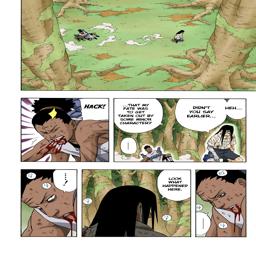 HEH...
DIDN'T
YOU SAY
EARLIER...
...THAT MY
FATE WAS
TO GET
TAKEN OUT BY
SOME MINOR
CHARACTER?
HACK!
...
LOOK
WHAT
HAPPENED
HERE.
...!